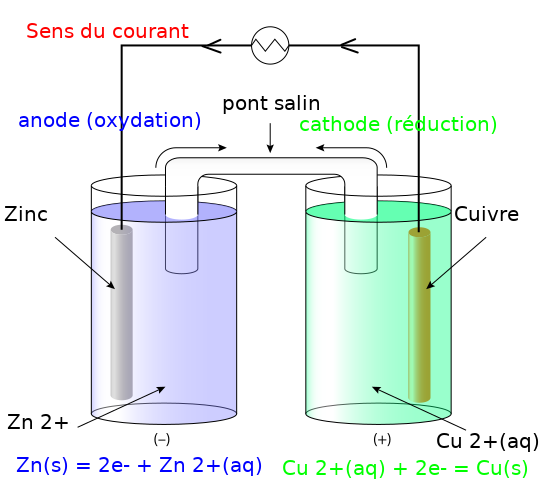 Sens du courant
pont salin
anode (oxydation)
cathode (réduction)
Zinc
Cuivre
Zn 2+
Cu 2+(aq)
(–)
(+)
Zn(s) = 2e- + Zn 2+(aq)
Cu 2+(aq) + 2e- = Cu(s)